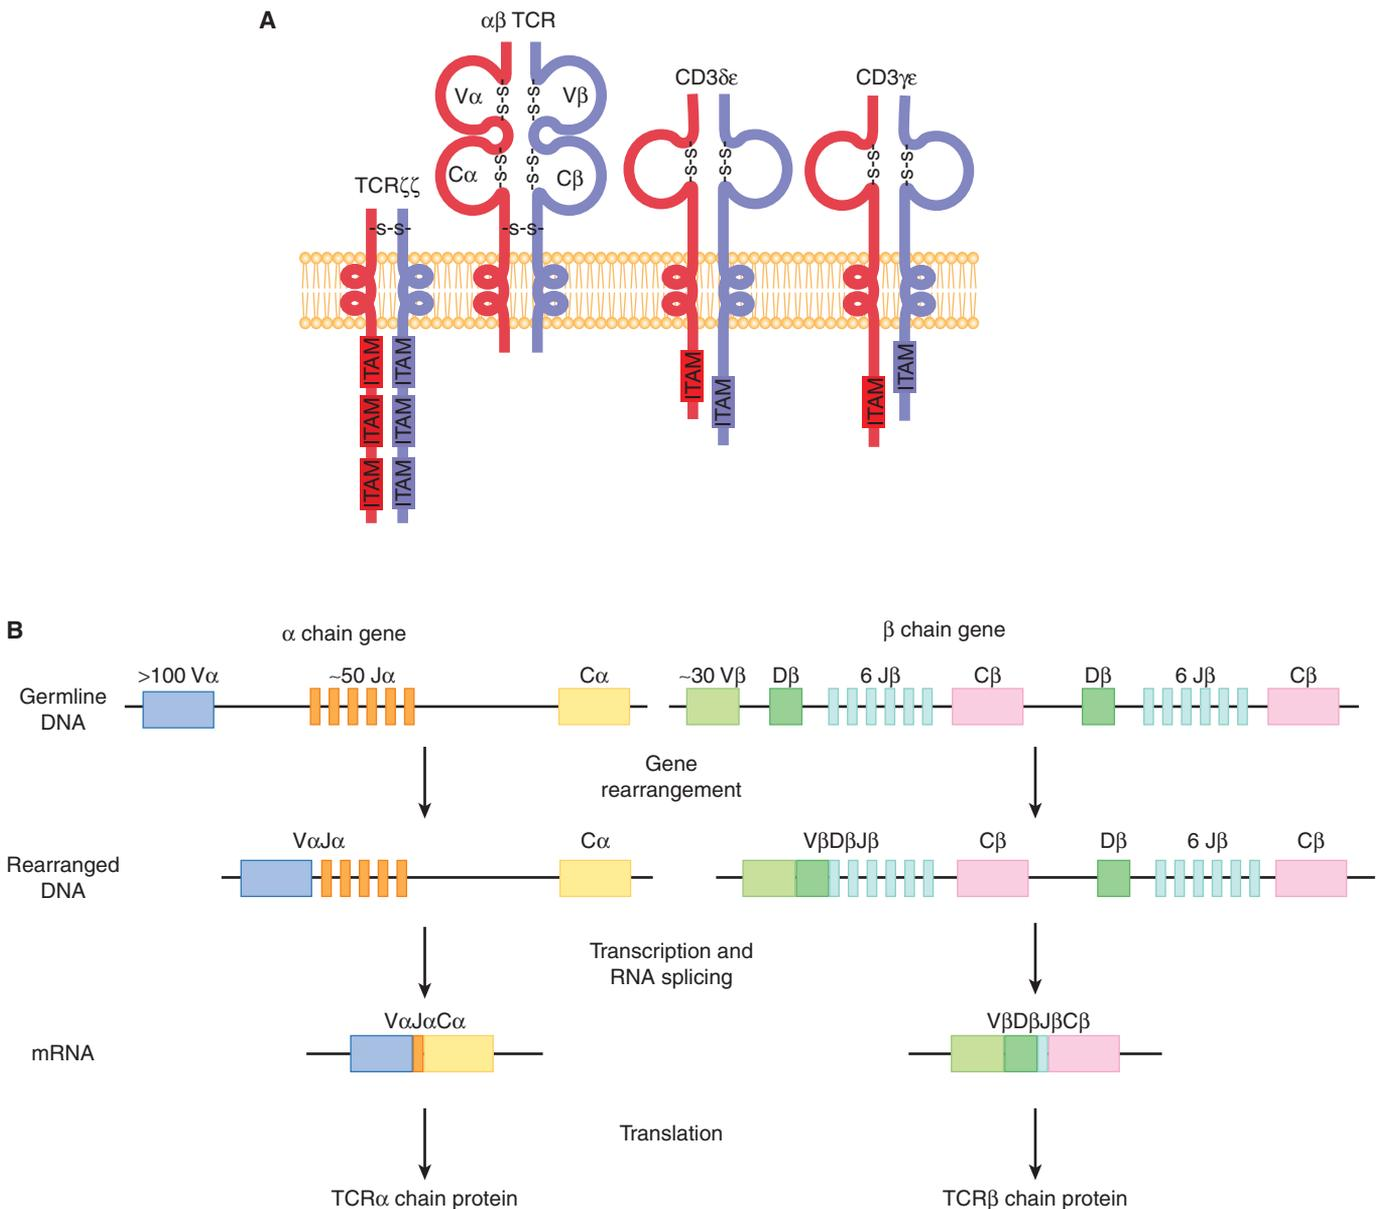 A
αβ TCR
CD3δε
CD3γε
Vα
-s-s-
-s-s-
Vβ
-s-s-
-s-s-
-s-s-
-s-s-
Cα
-s-s-
-s-s-
Cβ
TCRζζ
-s-s-
-s-s-
ITAM
ITAM
ITAM
ITAM
ITAM
ITAM
ITAM
ITAM
ITAM
ITAM
B
α chain gene
β chain gene
>100 Vα
~50 Jα
Cα
~30 Vβ
Dβ
6 Jβ
Cβ
Dβ
6 Jβ
Cβ
Germline
DNA
Gene
rearrangement
VαJα
Cα
VβDβJβ
Cβ
Dβ
6 Jβ
Cβ
Rearranged
DNA
Transcription and
RNA splicing
VαJαCα
VβDβJβCβ
mRNA
Translation
TCRα chain protein
TCRβ chain protein